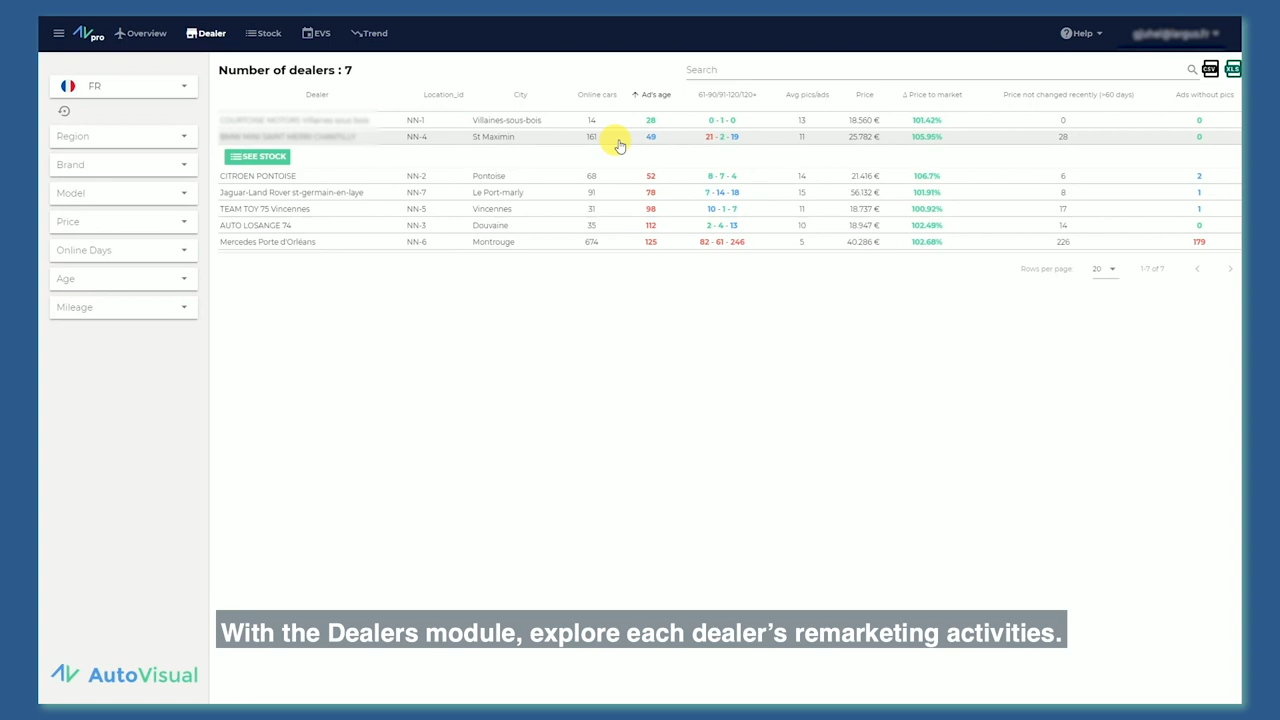 AV pro Overview Dealer Stock EVS Trend Help
FR
Region
Brand
Model
Price
Online Days
Age
Mileage
Number of dealers : 7
Search CSV XLS
Dealer Location_id City Online cars Ad's age 61-90/91-120/120+ Avg pics/ads Price Δ Price to market Price not changed recently (>60 days) Ads without pics
NN-1 Villaines-sous-bois 14 28 0 - 1 - 0 13 18.560 € 101.42% 0 0
NN-4 St Maximin 161 49 21 - 2 - 19 11 25.782 € 105.95% 28 0
SEE STOCK
CITROEN PONTOISE NN-2 Pontoise 68 52 8 - 7 - 4 14 21.416 € 106.7% 6 2
Jaguar-Land Rover st-germain-en-laye NN-7 Le Port-marly 91 78 7 - 14 - 18 15 56.132 € 101.91% 8 1
TEAM TOY 75 Vincennes NN-5 Vincennes 31 98 10 - 1 - 7 11 18.737 € 100.92% 17 1
AUTO LOSANGE 74 NN-3 Douvaine 35 112 2 - 4 - 13 10 18.947 € 102.49% 14 0
Mercedes Porte d'Orléans NN-6 Montrouge 674 125 82 - 61 - 246 5 40.286 € 102.68% 226 179
Rows per page: 20 1-7 of 7
With the Dealers module, explore each dealer’s remarketing activities.
AutoVisual